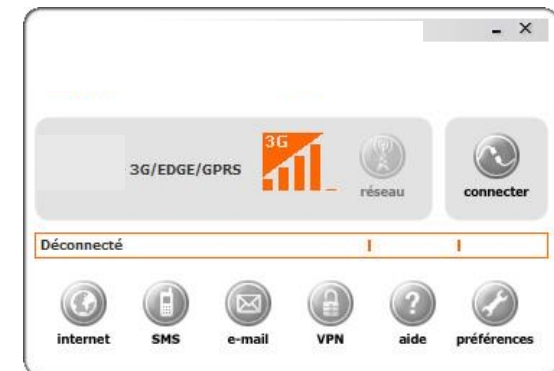 3G
3G/EDGE/GPRS
réseau
connecter
Déconnecté
internet SMS e-mail VPN aide préférences